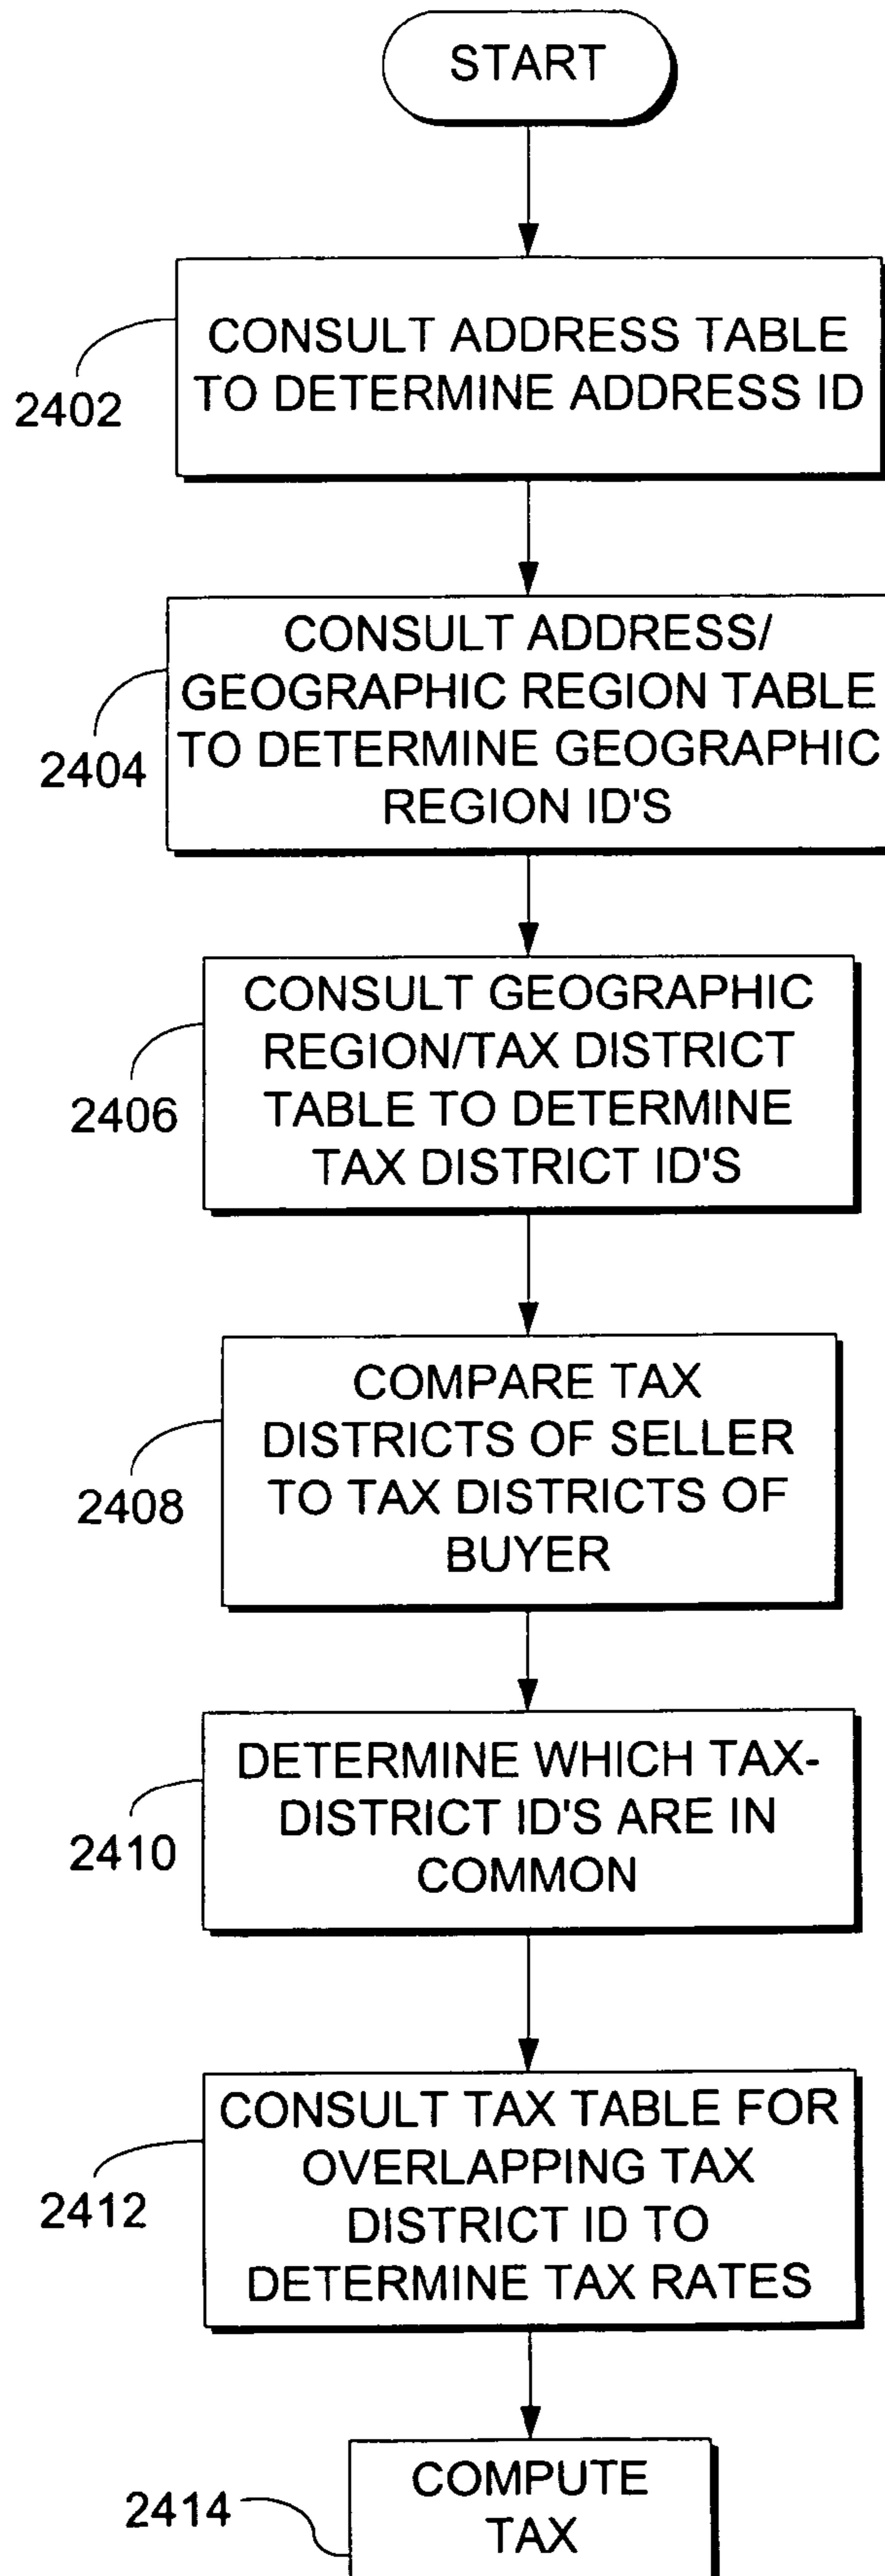 START
CONSULT ADDRESS TABLE
TO DETERMINE ADDRESS ID
2402
CONSULT ADDRESS/
GEOGRAPHIC REGION TABLE
TO DETERMINE GEOGRAPHIC
REGION ID'S
2404
CONSULT GEOGRAPHIC
REGION/TAX DISTRICT
TABLE TO DETERMINE
TAX DISTRICT ID'S
2406
COMPARE TAX
DISTRICTS OF SELLER
TO TAX DISTRICTS OF
BUYER
2408
DETERMINE WHICH TAX-
DISTRICT ID'S ARE IN
COMMON
2410
CONSULT TAX TABLE FOR
OVERLAPPING TAX
DISTRICT ID TO
DETERMINE TAX RATES
2412
COMPUTE
TAX
2414